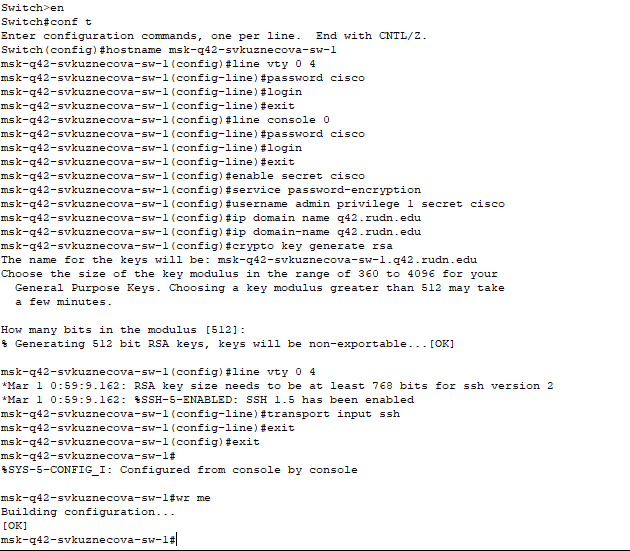 Switch>en
Switch#conf t
Enter configuration commands, one per line.  End with CNTL/Z.
Switch(config)#hostname msk-q42-svkuznecova-sw-1
msk-q42-svkuznecova-sw-1(config)#line vty 0 4
msk-q42-svkuznecova-sw-1(config-line)#password cisco
msk-q42-svkuznecova-sw-1(config-line)#login
msk-q42-svkuznecova-sw-1(config-line)#exit
msk-q42-svkuznecova-sw-1(config)#line console 0
msk-q42-svkuznecova-sw-1(config-line)#password cisco
msk-q42-svkuznecova-sw-1(config-line)#login
msk-q42-svkuznecova-sw-1(config-line)#exit
msk-q42-svkuznecova-sw-1(config)#enable secret cisco
msk-q42-svkuznecova-sw-1(config)#service password-encryption
msk-q42-svkuznecova-sw-1(config)#username admin privilege 1 secret cisco
msk-q42-svkuznecova-sw-1(config)#ip domain name q42.rudn.edu
msk-q42-svkuznecova-sw-1(config)#ip domain-name q42.rudn.edu
msk-q42-svkuznecova-sw-1(config)#crypto key generate rsa
The name for the keys will be: msk-q42-svkuznecova-sw-1.q42.rudn.edu
Choose the size of the key modulus in the range of 360 to 4096 for your
  General Purpose Keys. Choosing a key modulus greater than 512 may take
  a few minutes.

How many bits in the modulus [512]:
% Generating 512 bit RSA keys, keys will be non-exportable...[OK]

msk-q42-svkuznecova-sw-1(config)#line vty 0 4
*Mar 1 0:59:9.162: RSA key size needs to be at least 768 bits for ssh version 2
*Mar 1 0:59:9.162: %SSH-5-ENABLED: SSH 1.5 has been enabled
msk-q42-svkuznecova-sw-1(config-line)#transport input ssh
msk-q42-svkuznecova-sw-1(config-line)#exit
msk-q42-svkuznecova-sw-1(config)#exit
msk-q42-svkuznecova-sw-1#
%SYS-5-CONFIG_I: Configured from console by console

msk-q42-svkuznecova-sw-1#wr me
Building configuration...
[OK]
msk-q42-svkuznecova-sw-1#